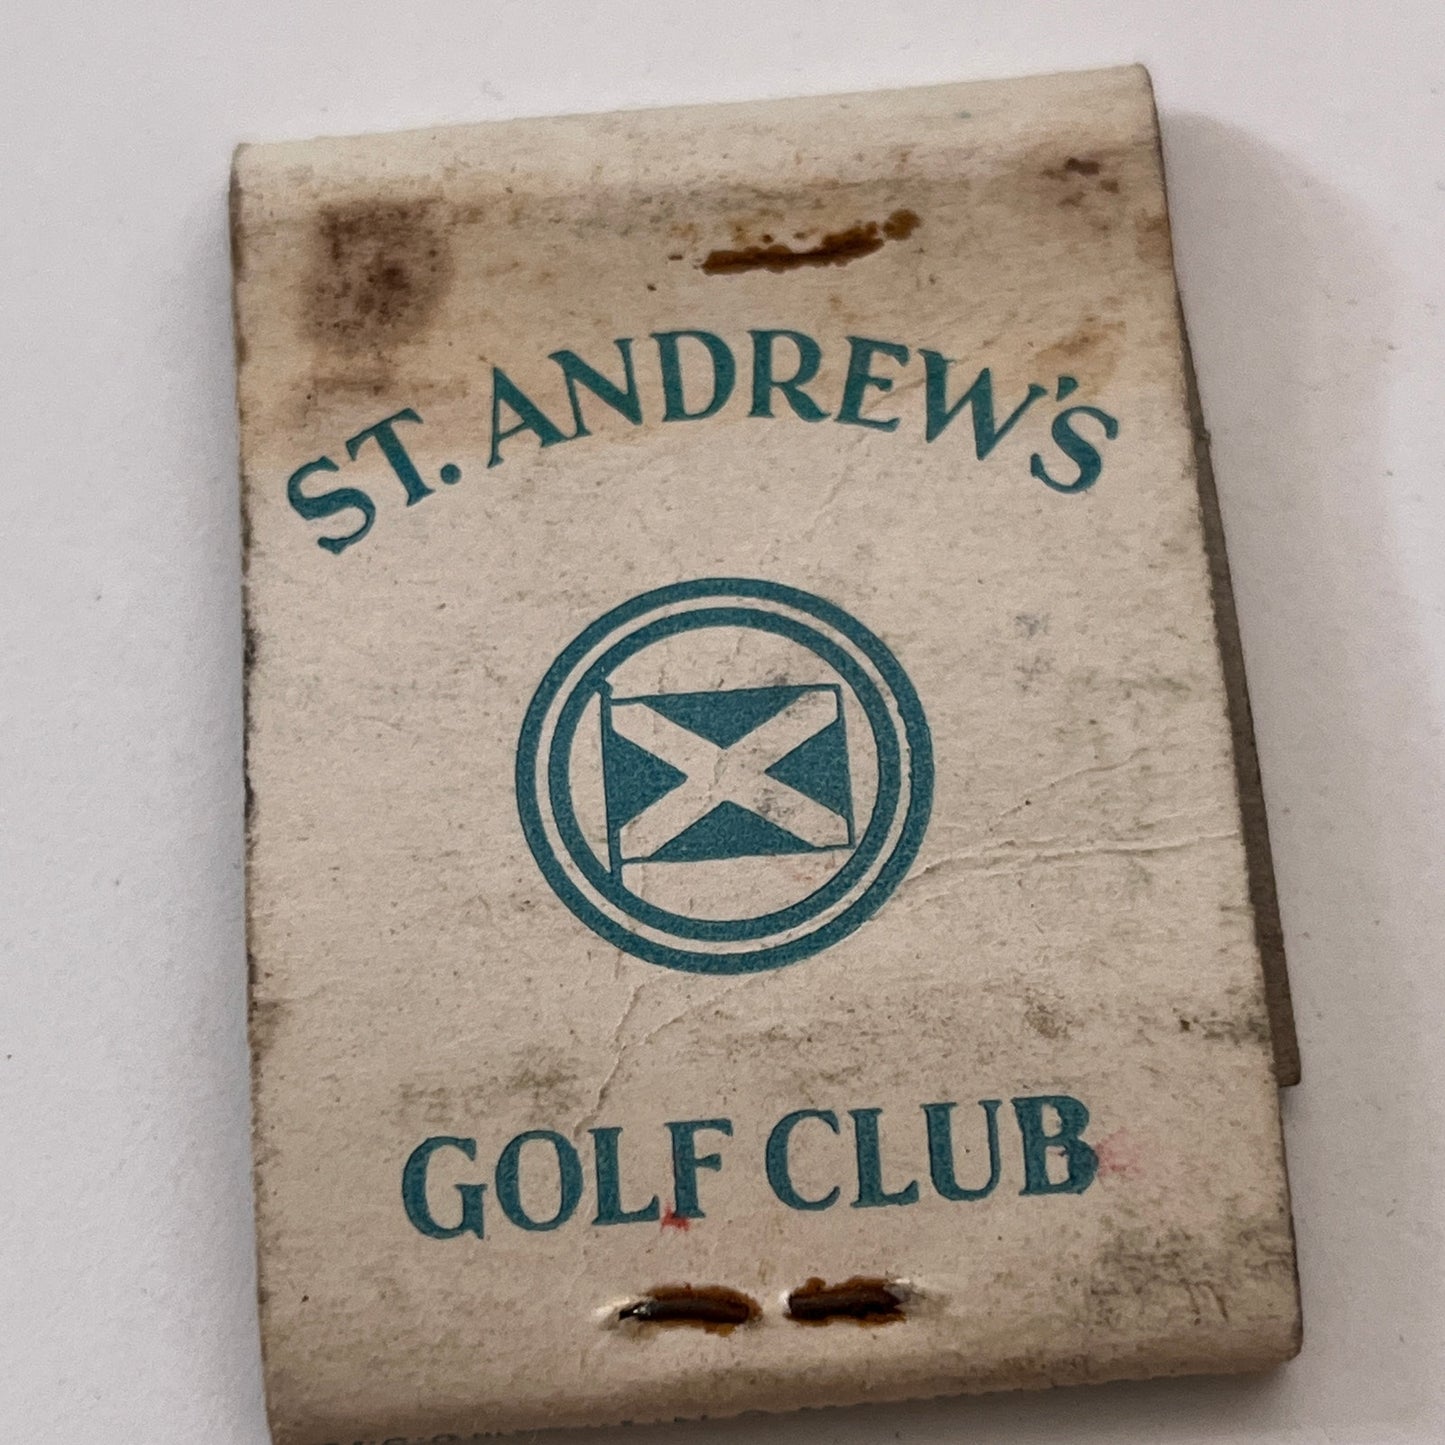 ST. ANDREW'S
GOLF CLUB